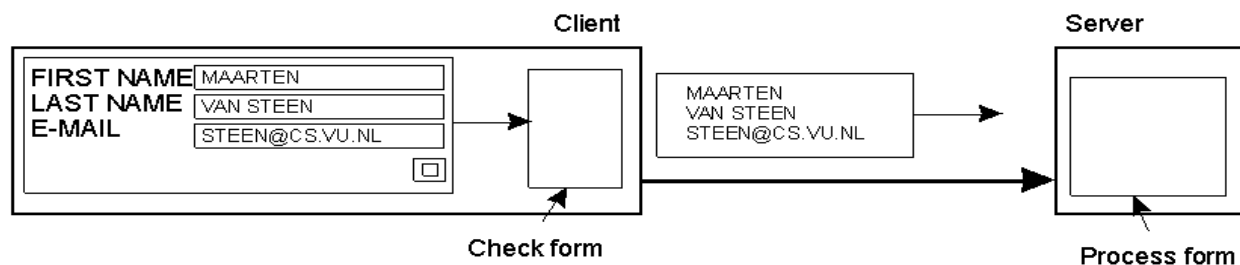 Client
Server
FIRST NAME MAARTEN
LAST NAME VAN STEEN
E-MAIL STEEN@CS.VU.NL
MAARTEN
VAN STEEN
STEEN@CS.VU.NL
Check form
Process form